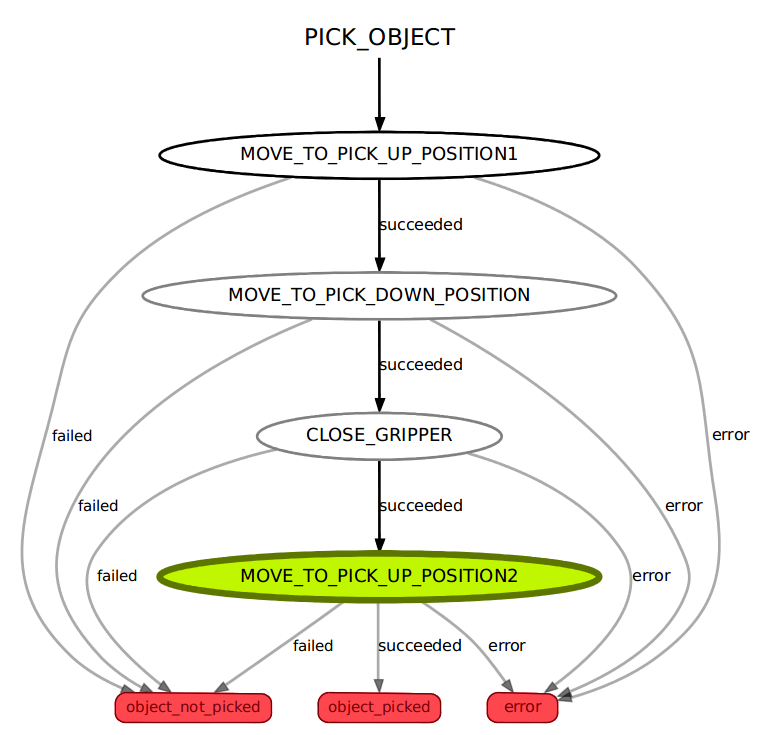 PICK_OBJECT
MOVE_TO_PICK_UP_POSITION1
succeeded
MOVE_TO_PICK_DOWN_POSITION
succeeded
CLOSE_GRIPPER
failed
error
failed
succeeded
error
failed
MOVE_TO_PICK_UP_POSITION2
error
failed
succeeded
error
object_not_picked
object_picked
error